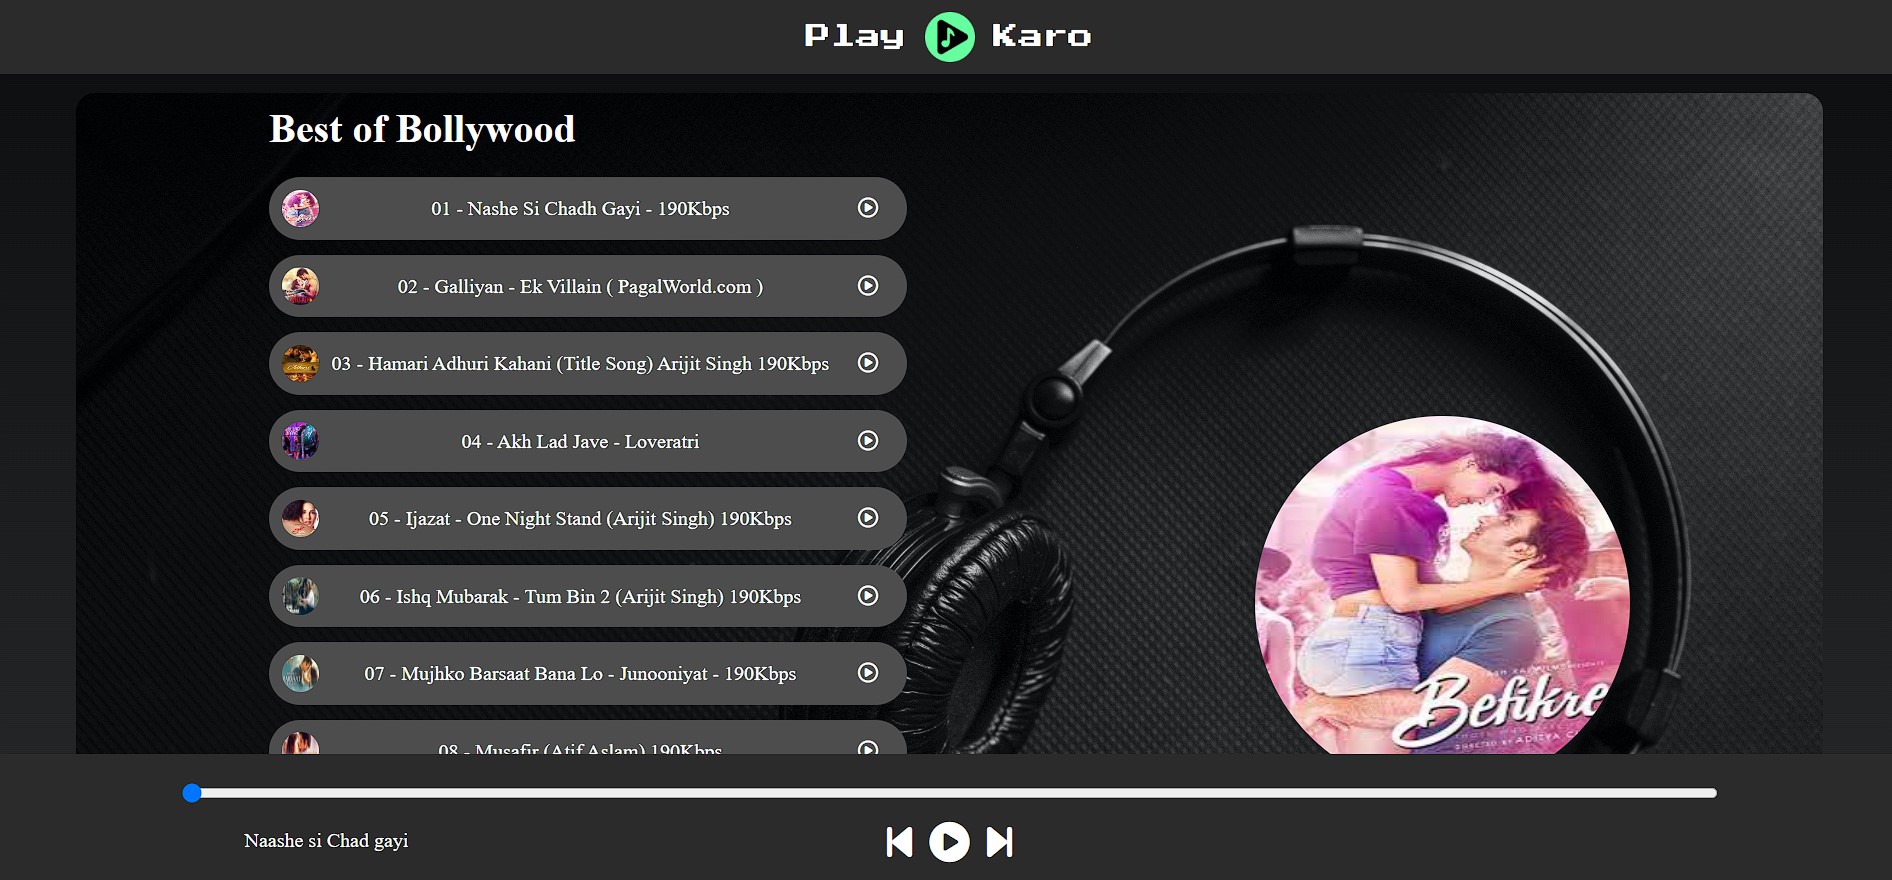 Play Karo
Best of Bollywood
01 - Nashe Si Chadh Gayi - 190Kbps
02 - Galliyan - Ek Villain ( PagalWorld.com )
03 - Hamari Adhuri Kahani (Title Song) Arijit Singh 190Kbps
04 - Akh Lad Jave - Loveratri
05 - Ijazat - One Night Stand (Arijit Singh) 190Kbps
06 - Ishq Mubarak - Tum Bin 2 (Arijit Singh) 190Kbps
07 - Mujhko Barsaat Bana Lo - Junooniyat - 190Kbps
08 - Musafir (Atif Aslam) 190Kbps
Befikre
DIRECTED BY ADITYA
Naashe si Chad gayi